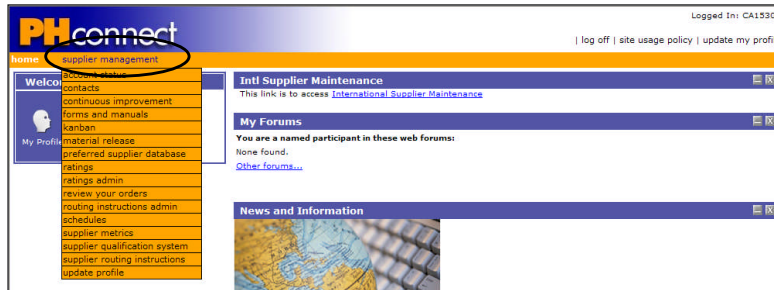 PHconnect
Logged In: CA1530
| log off | site usage policy | update my profi
home supplier management
account status
contacts
continuous improvement
forms and manuals
kanban
material release
preferred supplier database
ratings
ratings admin
review your orders
routing instructions admin
schedules
supplier metrics
supplier qualification system
supplier routing instructions
update profile
Welco
My Profile
Intl Supplier Maintenance
This link is to access International Supplier Maintenance
My Forums
You are a named participant in these web forums:
None found.
Other forums...
News and Information